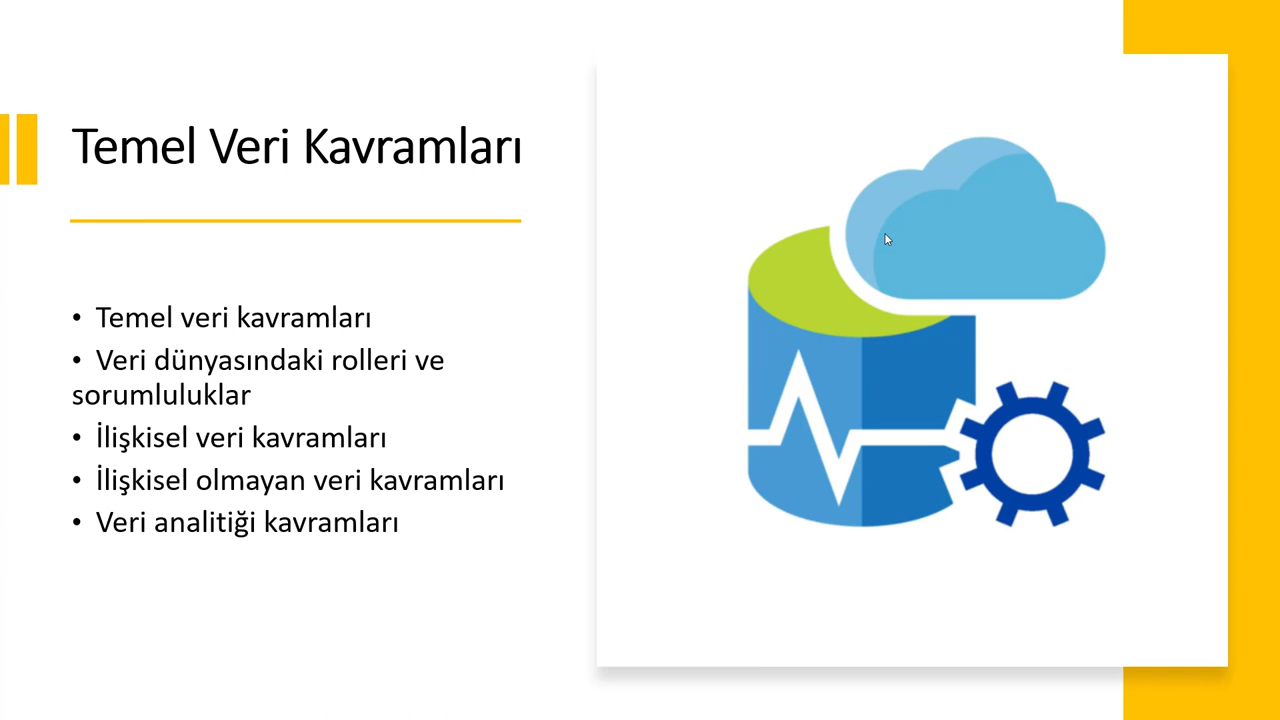 Temel Veri Kavramları
• Temel veri kavramları
• Veri dünyasındaki rolleri ve
sorumluluklar
• İlişkisel veri kavramları
• İlişkisel olmayan veri kavramları
• Veri analitiği kavramları